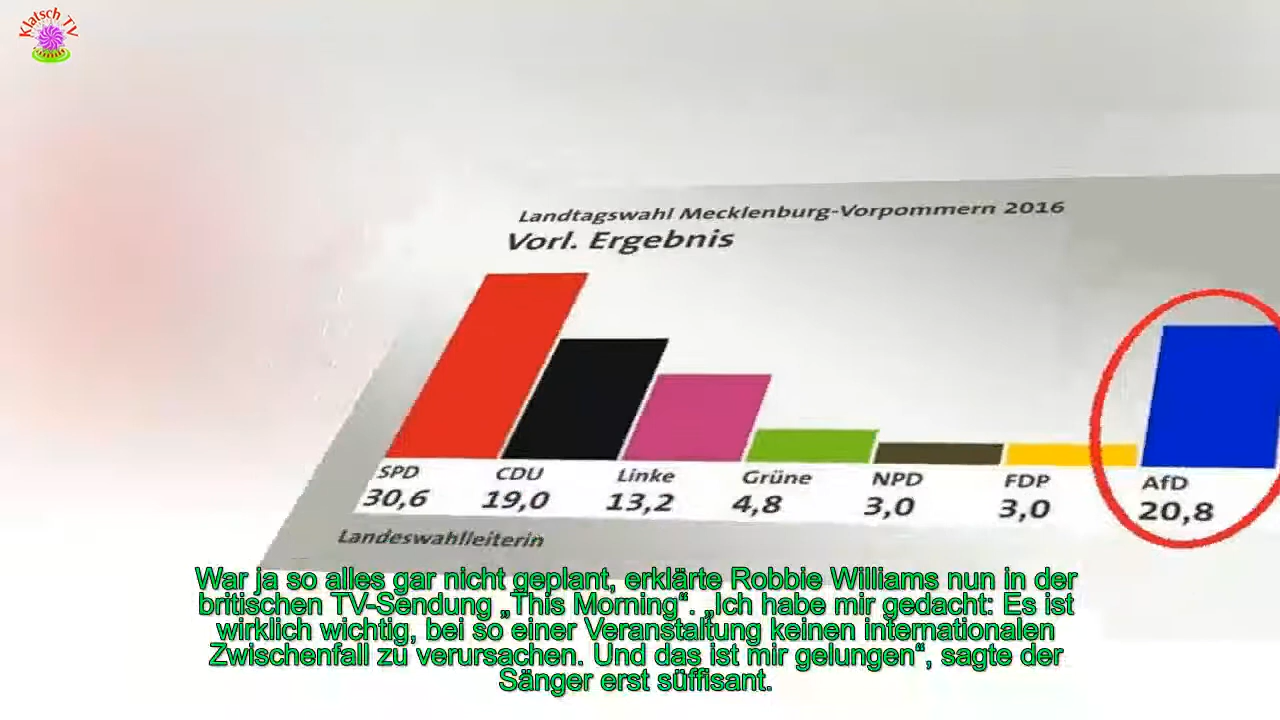 Klatsch TV
Landtagswahl Mecklenburg-Vorpommern 2016
Vorl. Ergebnis
SPD CDU Linke Grüne NPD FDP AfD
30,6 19,0 13,2 4,8 3,0 3,0 20,8
Landeswahlleiterin
War ja so alles gar nicht geplant, erklärte Robbie Williams nun in der
britischen TV-Sendung „This Morning“. „Ich habe mir gedacht: Es ist
wirklich wichtig, bei so einer Veranstaltung keinen internationalen
Zwischenfall zu verursachen. Und das ist mir gelungen“, sagte der
Sänger erst süffisant.